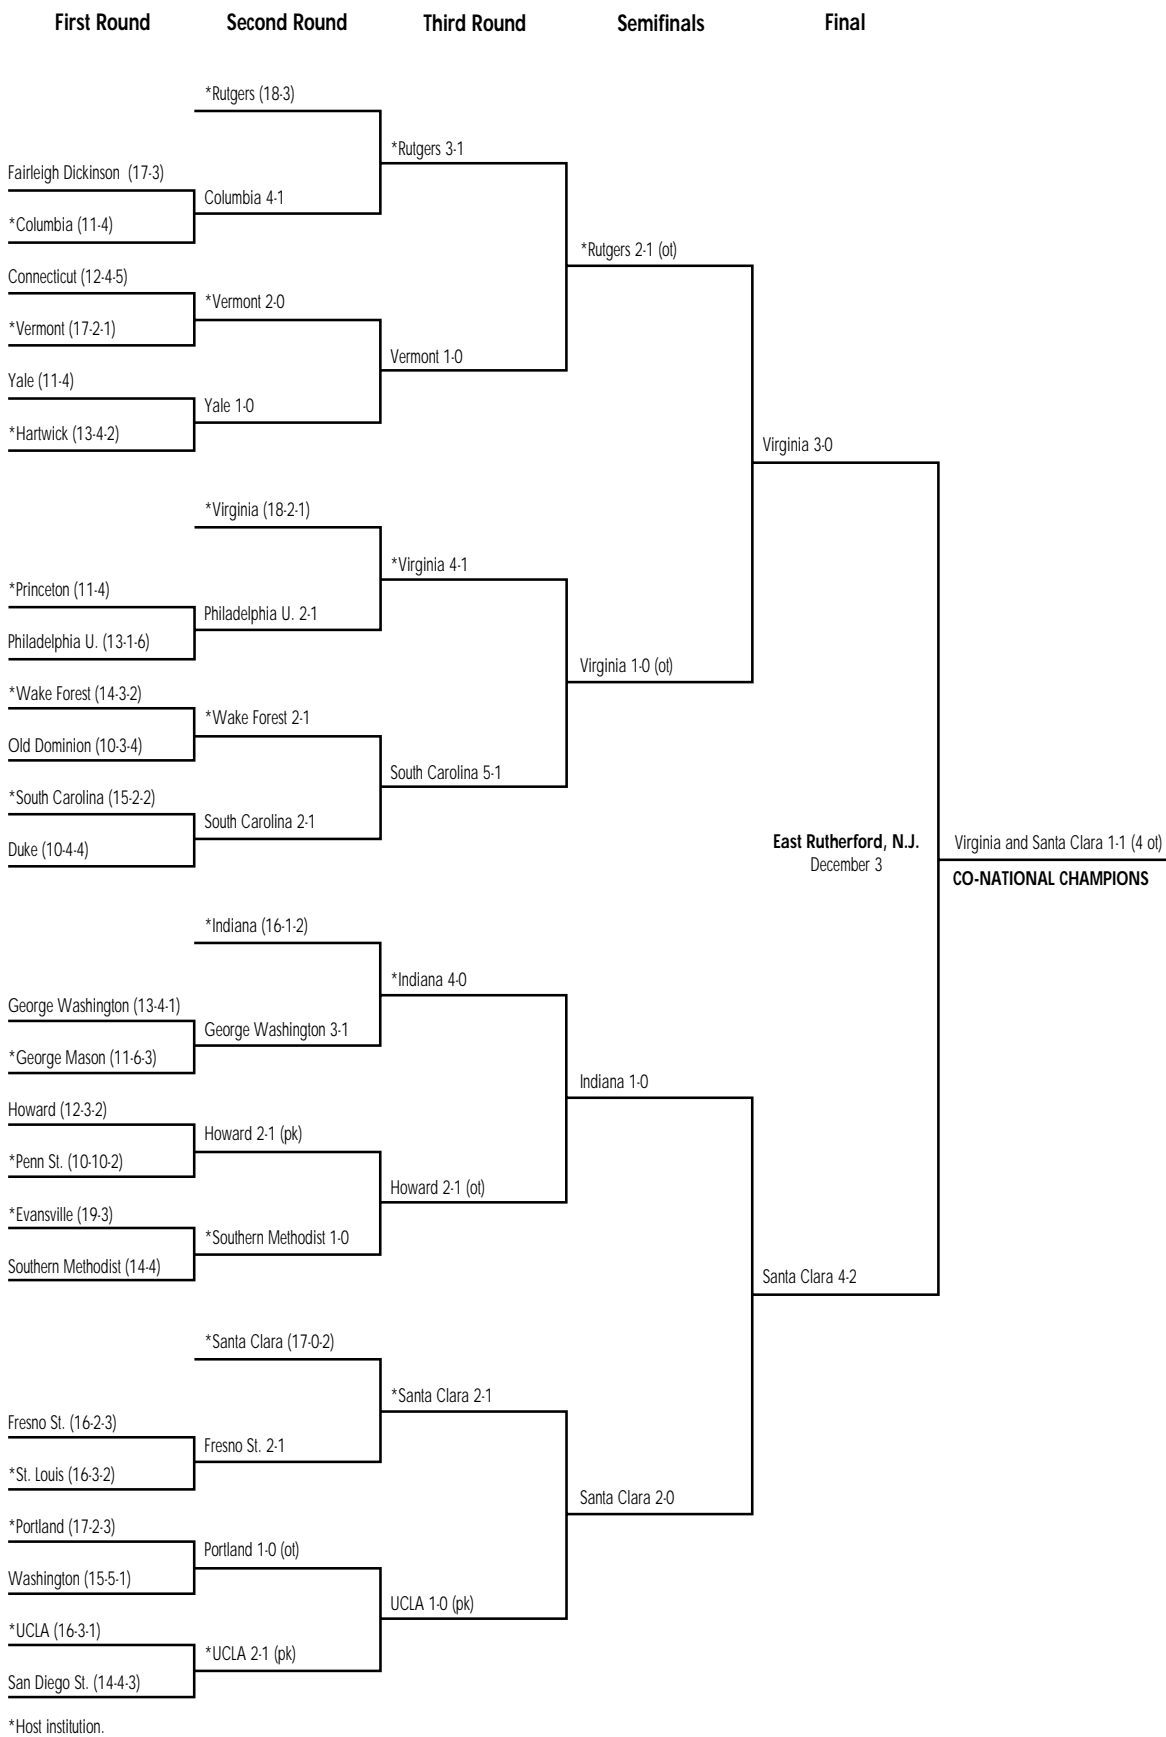 First Round
Second Round
Third Round
Semifinals
Final
*Rutgers (18-3)
*Rutgers 3-1
Fairleigh Dickinson (17-3)
Columbia 4-1
*Columbia (11-4)
*Rutgers 2-1 (ot)
Connecticut (12-4-5)
*Vermont 2-0
*Vermont (17-2-1)
Vermont 1-0
Yale (11-4)
Yale 1-0
*Hartwick (13-4-2)
Virginia 3-0
*Virginia (18-2-1)
*Virginia 4-1
*Princeton (11-4)
Philadelphia U. 2-1
Philadelphia U. (13-1-6)
Virginia 1-0 (ot)
*Wake Forest (14-3-2)
*Wake Forest 2-1
Old Dominion (10-3-4)
South Carolina 5-1
*South Carolina (15-2-2)
South Carolina 2-1
Duke (10-4-4)
East Rutherford, N.J.
December 3
Virginia and Santa Clara 1-1 (4 ot)
CO-NATIONAL CHAMPIONS
*Indiana (16-1-2)
*Indiana 4-0
George Washington (13-4-1)
George Washington 3-1
*George Mason (11-6-3)
Indiana 1-0
Howard (12-3-2)
Howard 2-1 (pk)
*Penn St. (10-10-2)
Howard 2-1 (ot)
*Evansville (19-3)
*Southern Methodist 1-0
Southern Methodist (14-4)
Santa Clara 4-2
*Santa Clara (17-0-2)
*Santa Clara 2-1
Fresno St. (16-2-3)
Fresno St. 2-1
*St. Louis (16-3-2)
Santa Clara 2-0
*Portland (17-2-3)
Portland 1-0 (ot)
Washington (15-5-1)
UCLA 1-0 (pk)
*UCLA (16-3-1)
*UCLA 2-1 (pk)
San Diego St. (14-4-3)
*Host institution.